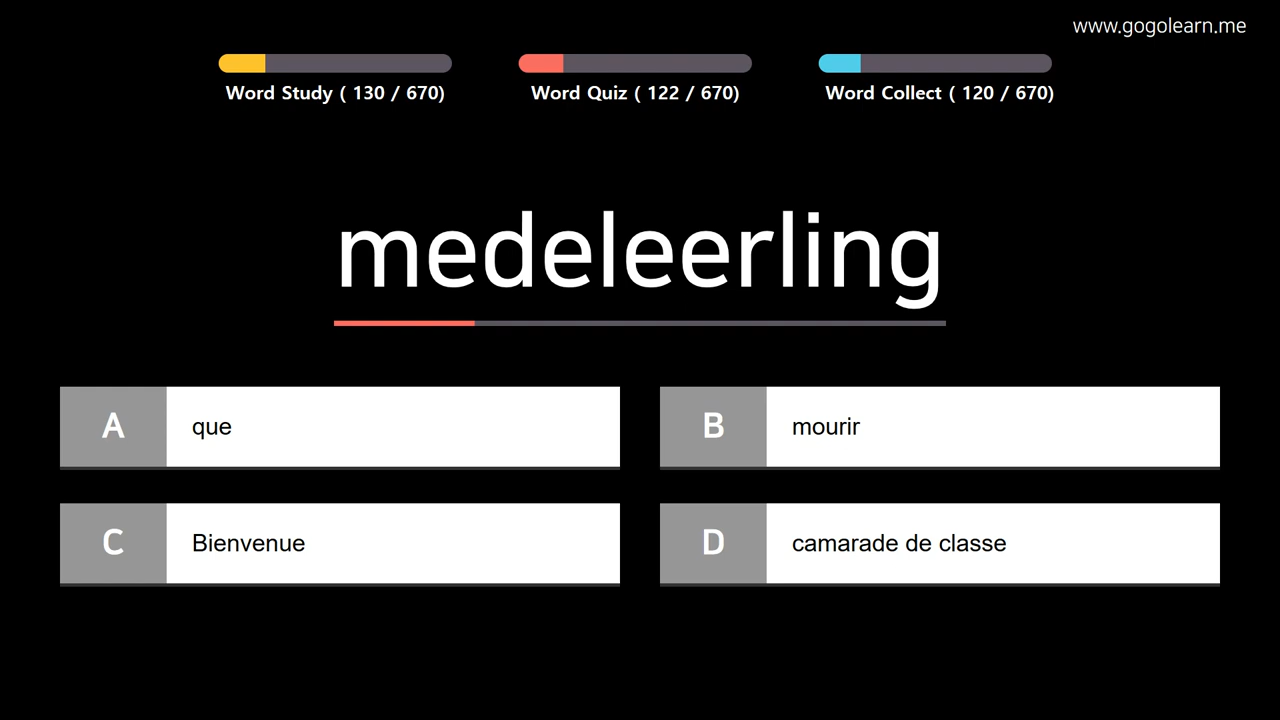 www.gogolearn.me
Word Study ( 130 / 670)
Word Quiz ( 122 / 670)
Word Collect ( 120 / 670)
medeleerling
A que
B mourir
C Bienvenue
D camarade de classe